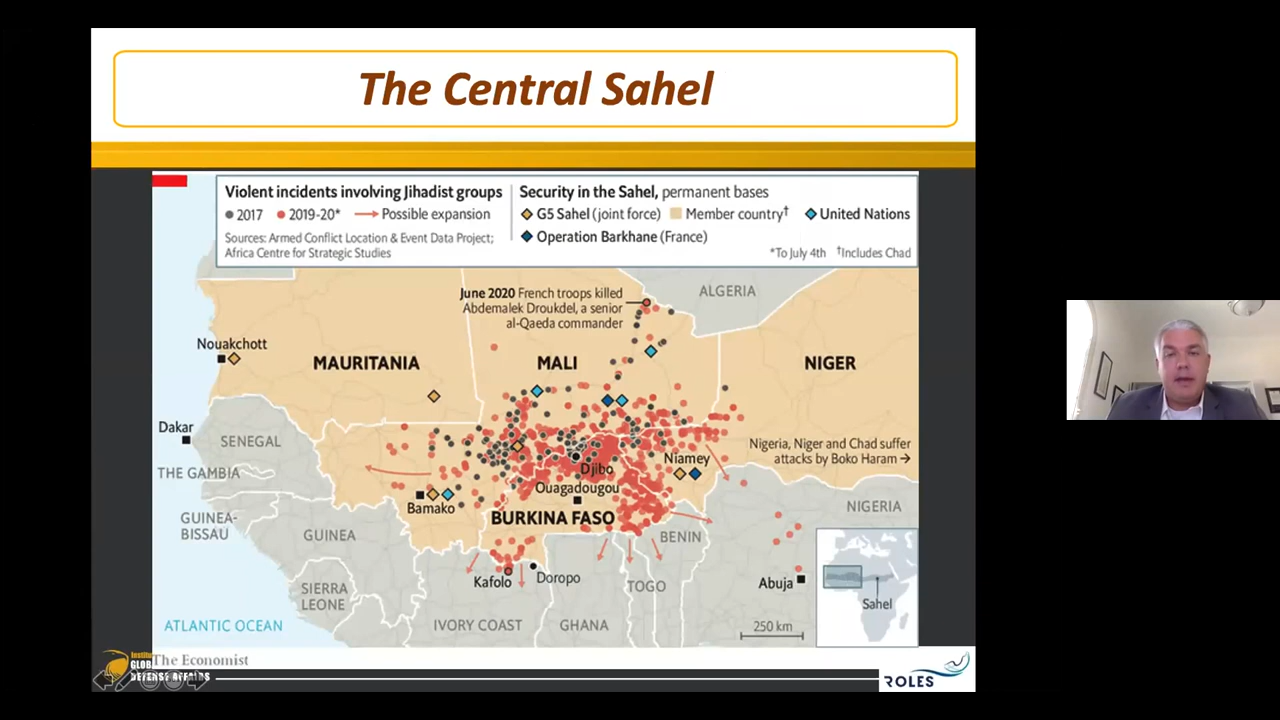 The Central Sahel
Violent incidents involving Jihadist groups
2017 2019-20* Possible expansion
Sources: Armed Conflict Location & Event Data Project;
Africa Centre for Strategic Studies
Security in the Sahel, permanent bases
G5 Sahel (joint force) Member country† United Nations
Operation Barkhane (France)
*To July 4th †Includes Chad
June 2020 French troops killed
Abdemalek Droukdel, a senior
al-Qaeda commander
ALGERIA
Nouakchott
MAURITANIA
MALI
NIGER
Dakar
SENEGAL
THE GAMBIA
Nigeria, Niger and Chad suffer
attacks by Boko Haram →
Niamey
Djibo
Ouagadougou
Bamako
BURKINA FASO
NIGERIA
GUINEA-
BISSAU
GUINEA
BENIN
Kafolo
Doropo
TOGO
Abuja
SIERRA
LEONE
Sahel
ATLANTIC OCEAN
IVORY COAST
GHANA
250 km
The Economist
ROLES